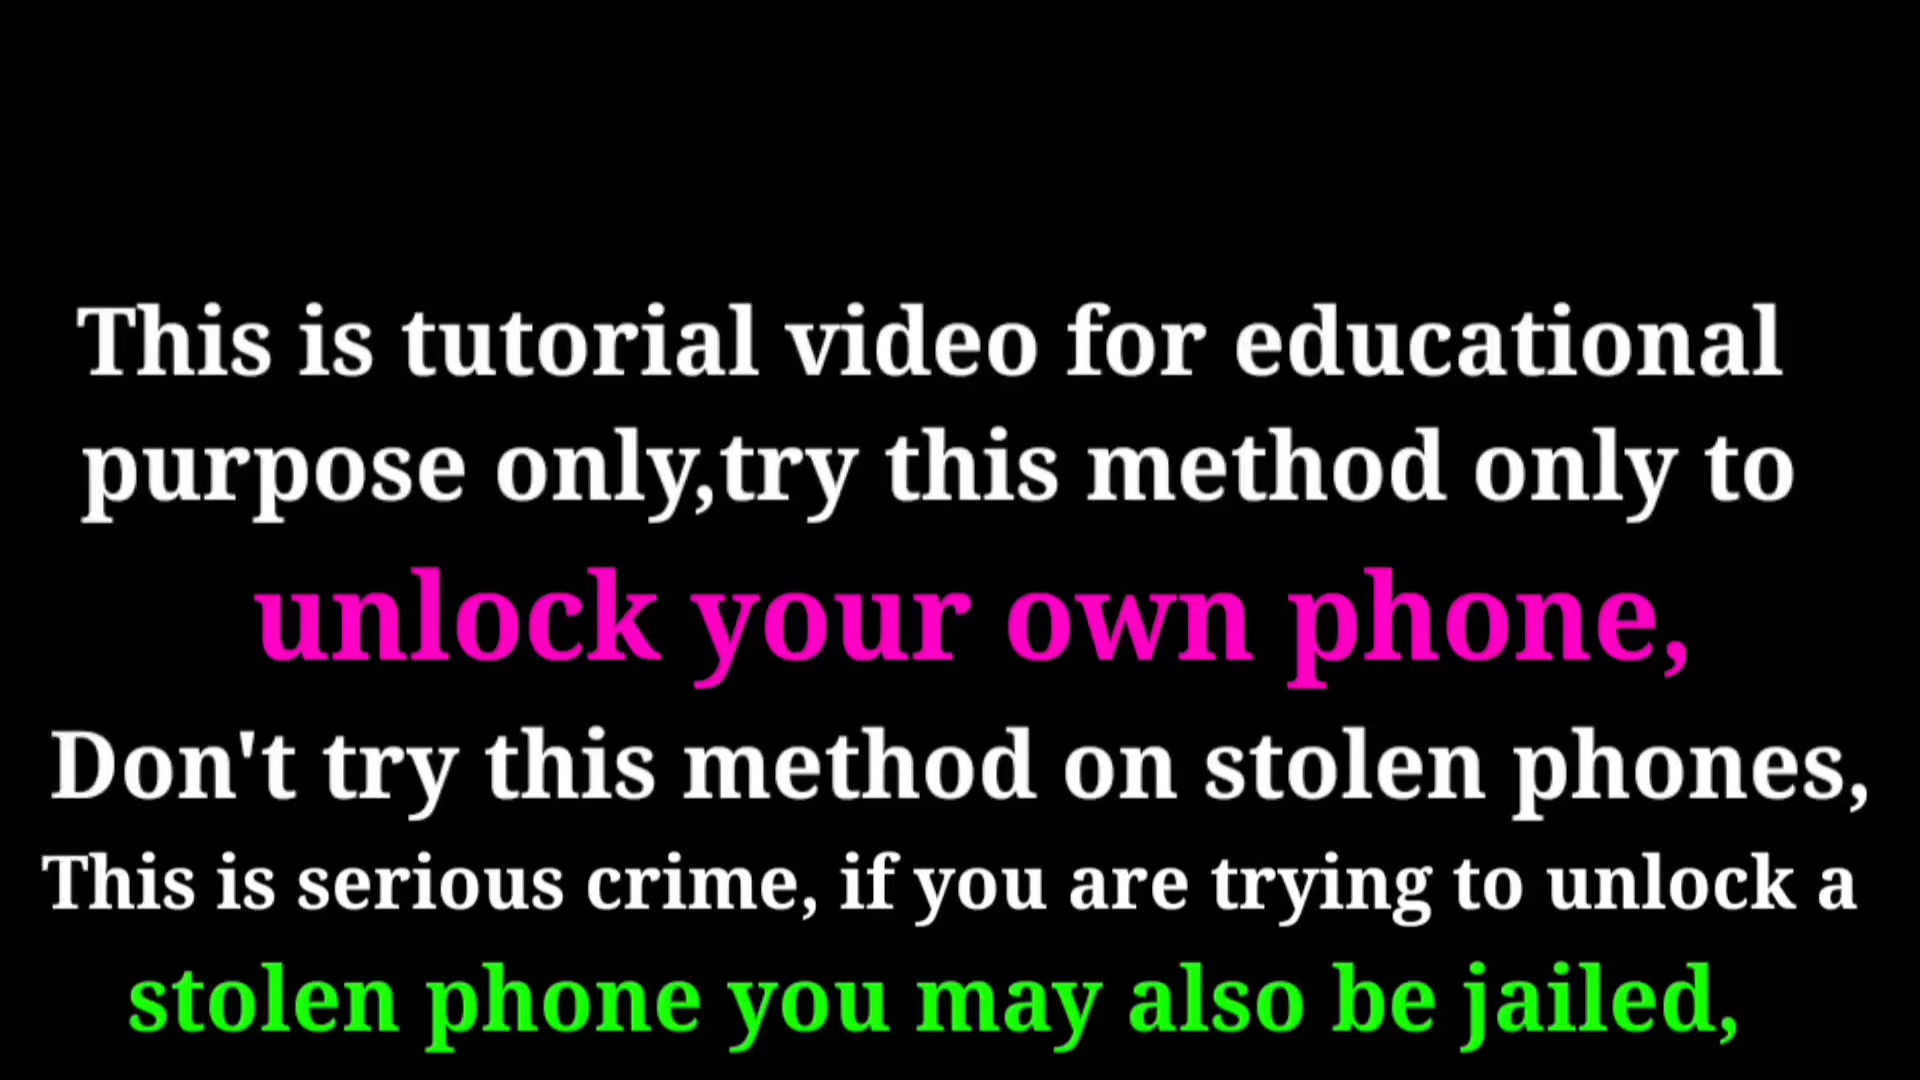 This is tutorial video for educational
purpose only,try this method only to
unlock your own phone,
Don't try this method on stolen phones,
This is serious crime, if you are trying to unlock a
stolen phone you may also be jailed,